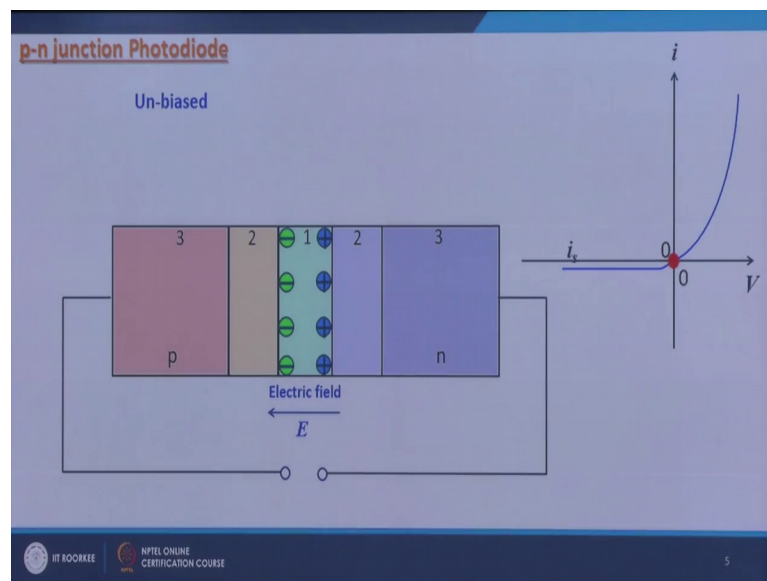 p-n junction Photodiode
Un-biased
i
3 2 1 2 3
i_s
0
0
V
p
n
Electric field
E
IIT ROORKEE
NPTEL ONLINE
CERTIFICATION COURSE
5